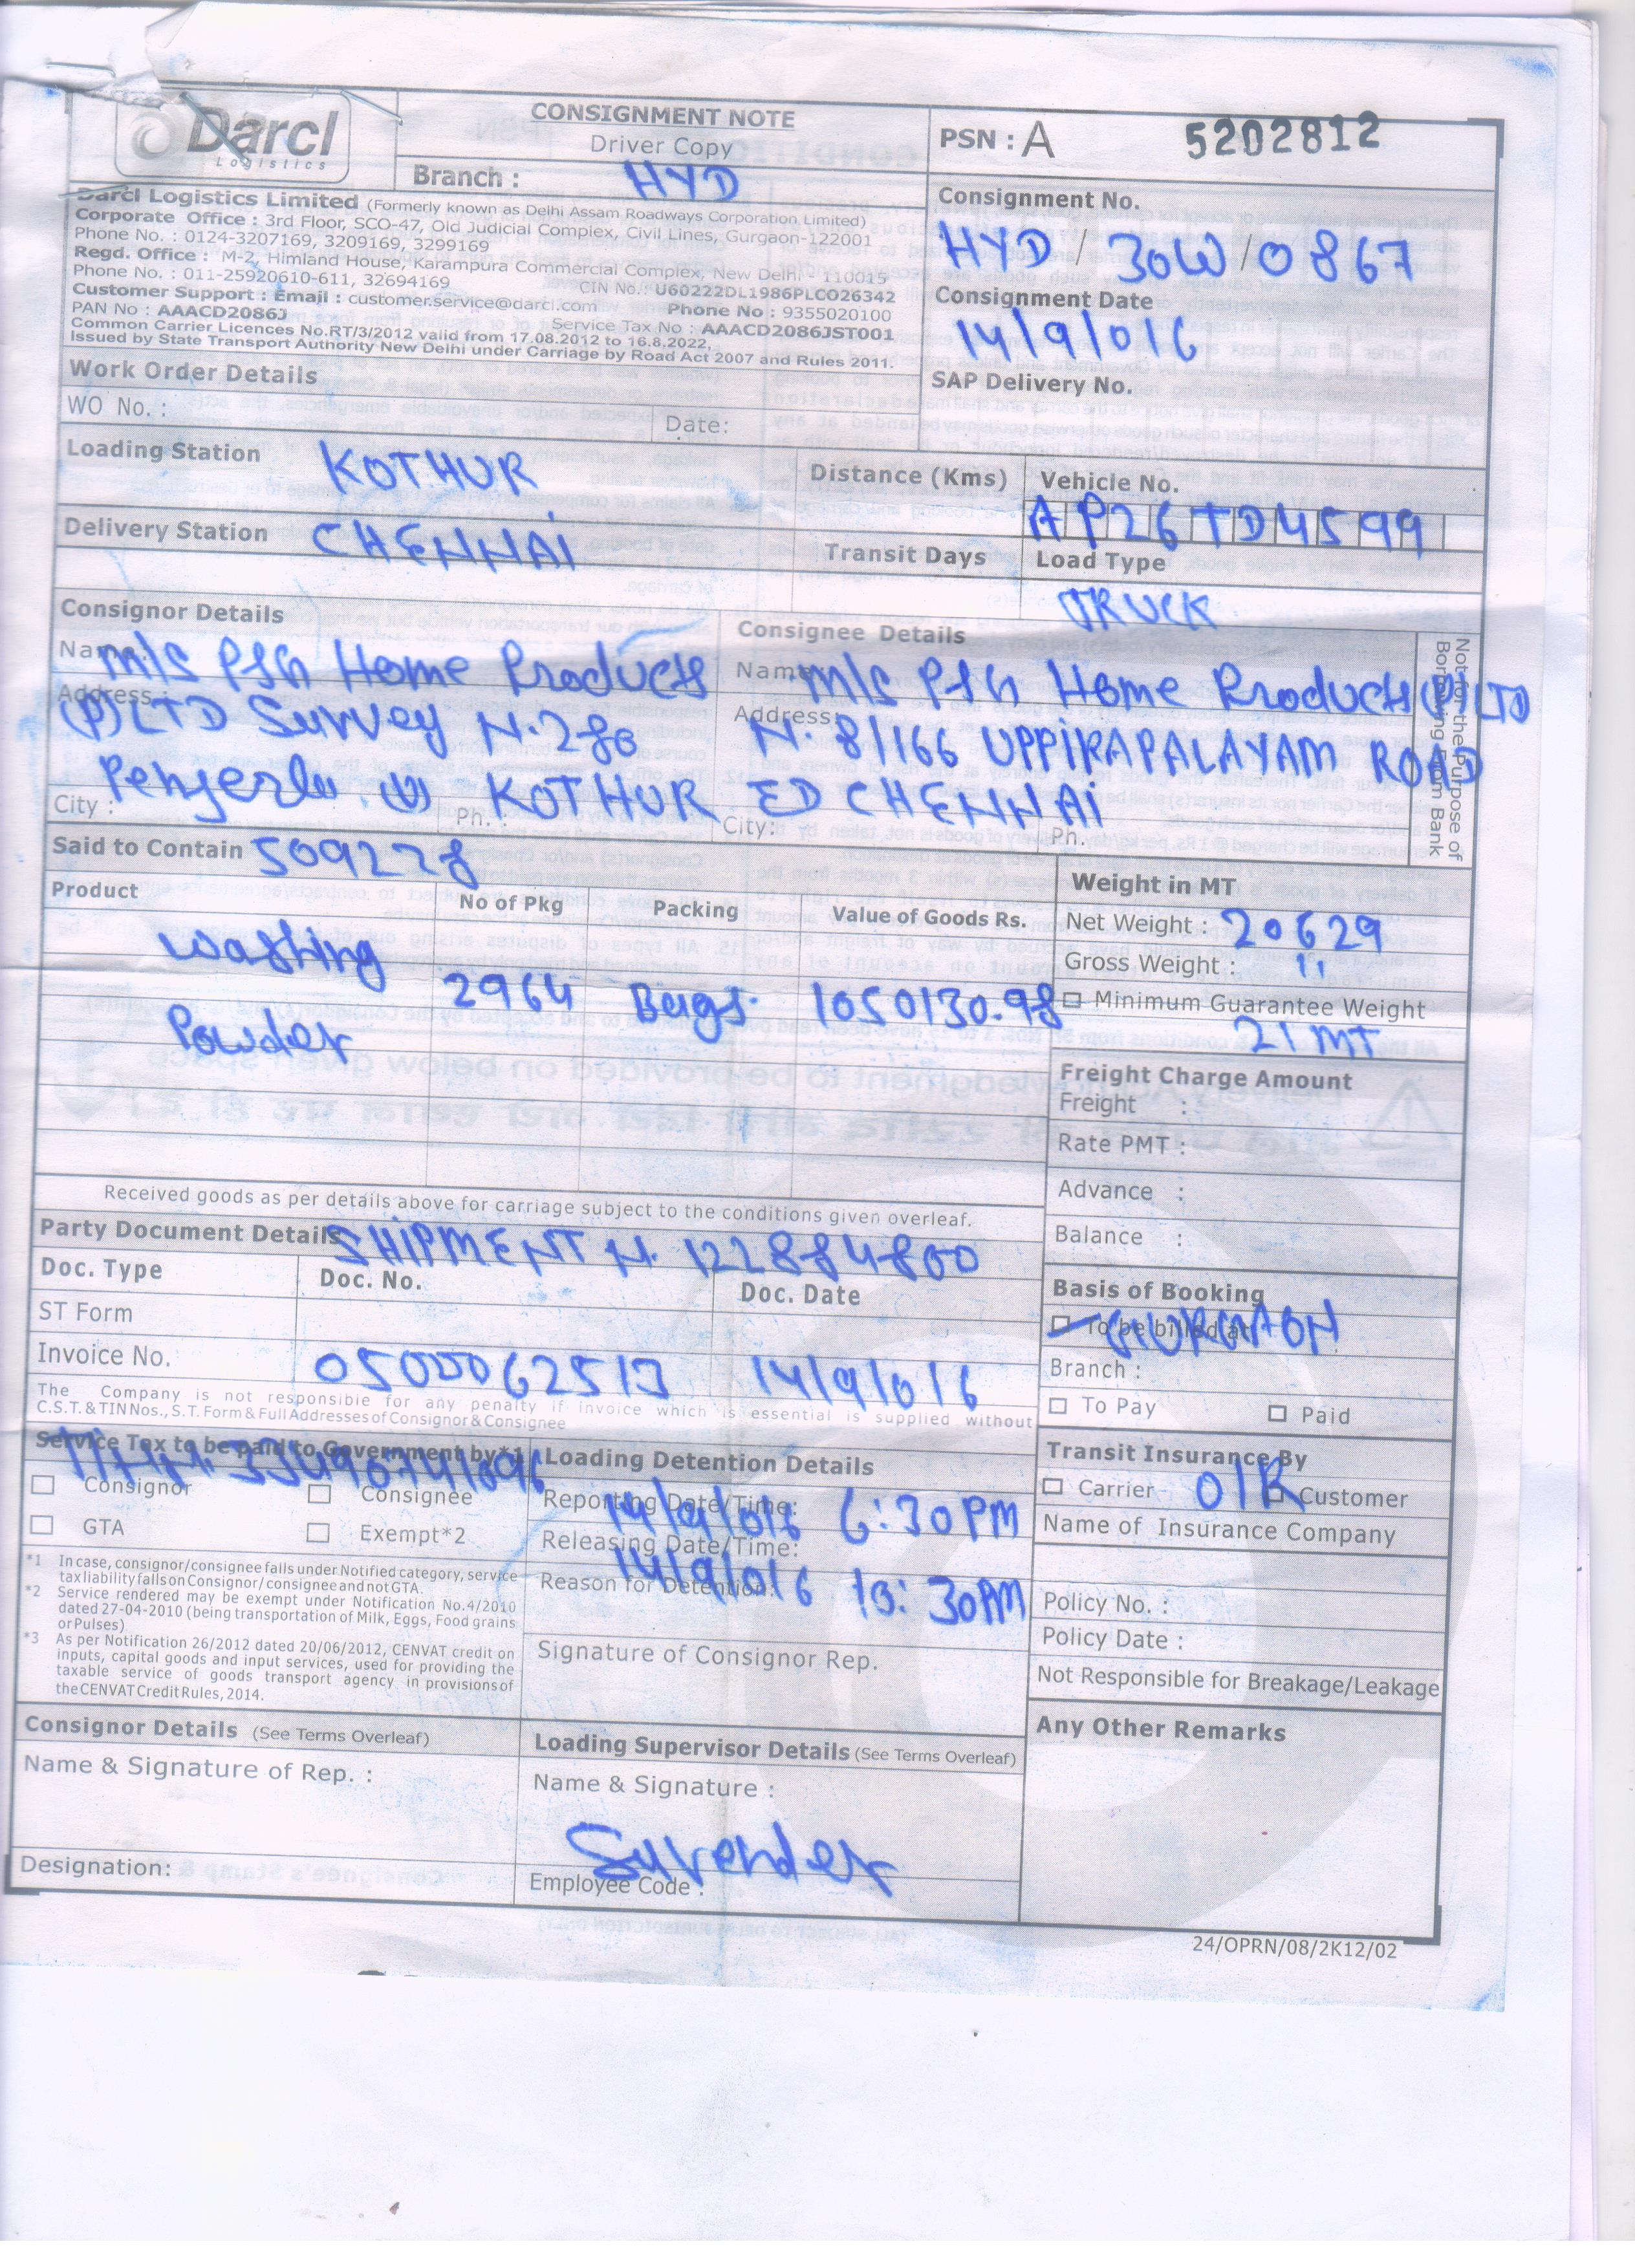 Darcl
Logistics
CONSIGNMENT NOTE
Driver Copy
Branch : HYD
PSN : A 5202812
Darcl Logistics Limited (Formerly known as Delhi Assam Roadways Corporation Limited)
Corporate Office : 3rd Floor, SCO-47, Old Judicial Complex, Civil Lines, Gurgaon-122001
Phone No. : 0124-3207169, 3209169, 3299169
Regd. Office : M-2, Himland House, Karampura Commercial Complex, New Delhi - 110015
Phone No. : 011-25920610-611, 32694169 CIN No.: U60222DL1986PLCO26342
Customer Support : Email : customer.service@darcl.com Phone No : 9355020100
PAN No : AAACD2086J Service Tax No : AAACD2086JST001
Common Carrier Licences No.RT/3/2012 valid from 17.08.2012 to 16.8.2022,
Issued by State Transport Authority New Delhi under Carriage by Road Act 2007 and Rules 2011.
Consignment No.
HYD / 30W / 0867
Consignment Date
14/9/016
SAP Delivery No.
Work Order Details
WO No. : Date:
Loading Station KOTHUR
Distance (Kms)
Vehicle No.
AP26TD4599
Delivery Station CHENNAI
Transit Days
Load Type
TRUCK
Consignor Details
Name: M/S P&G Home Products
Address: (P) LTD Survey N. 280
Penjerla (V) KOTHUR
City : Ph. :
Consignee Details
Name M/S P&G Home Products (P) LTD
Address: N. 81/166 UPPIRAPALAYAM ROAD
ED CHENNAI
City: Ph.
Not for the Purpose of
Borrowing From Bank
Said to Contain 509228
Product No of Pkg Packing Value of Goods Rs.
Washing
Powder 2964 Bags. 1050130.98
Weight in MT
Net Weight : 20629
Gross Weight : 11
Minimum Guarantee Weight
21 MT
Freight Charge Amount
Freight :
Rate PMT :
Advance :
Balance :
Received goods as per details above for carriage subject to the conditions given overleaf.
Party Document Details SHIPMENT N. 122884800
Doc. Type Doc. No. Doc. Date
ST Form
Invoice No. 14/9/016
The Company is not responsible for any penalty if invoice which is essential is supplied without
C.S.T. & TIN Nos., S.T. Form & Full Addresses of Consignor & Consignee
Basis of Booking
To be billed at GURGAON
Branch :
To Pay Paid
Service Tax to be paid to Government by*1
Consignor Consignee
GTA Exempt*2
*1 In case, consignor/consignee falls under Notified category, service
tax liability falls on Consignor/consignee and not GTA.
*2 Service rendered may be exempt under Notification No.4/2010
dated 27-04-2010 (being transportation of Milk, Eggs, Food grains
or Pulses)
*3 As per Notification 26/2012 dated 20/06/2012, CENVAT credit on
inputs, capital goods and input services, used for providing the
taxable service of goods transport agency in provisions of
the CENVAT Credit Rules, 2014.
Loading Detention Details
Reporting Date/Time: 14/9/016 6:30PM
Releasing Date/Time: 14/9/016 10:30PM
Reason for Detention:
Signature of Consignor Rep.
Transit Insurance By
Carrier O/R Customer
Name of Insurance Company
Policy No. :
Policy Date :
Not Responsible for Breakage/Leakage
Consignor Details (See Terms Overleaf)
Name & Signature of Rep. :
Designation:
Loading Supervisor Details (See Terms Overleaf)
Name & Signature :
Surender
Employee Code :
Any Other Remarks
24/OPRN/08/2K12/02